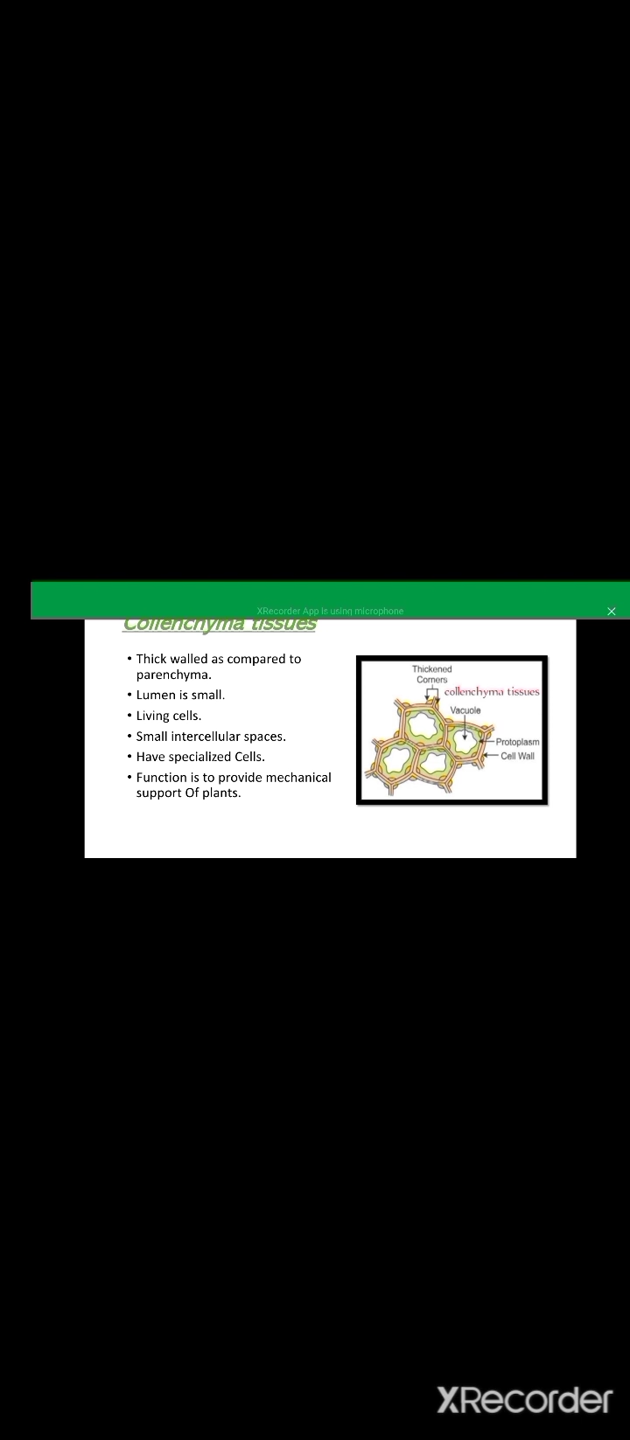 XRecorder App is using microphone
Collenchyma tissues
• Thick walled as compared to
parenchyma.
• Lumen is small.
• Living cells.
• Small intercellular spaces.
• Have specialized Cells.
• Function is to provide mechanical
support Of plants.
Thickened
Corners
collenchyma tissues
Vacuole
Protoplasm
Cell Wall
XRecorder